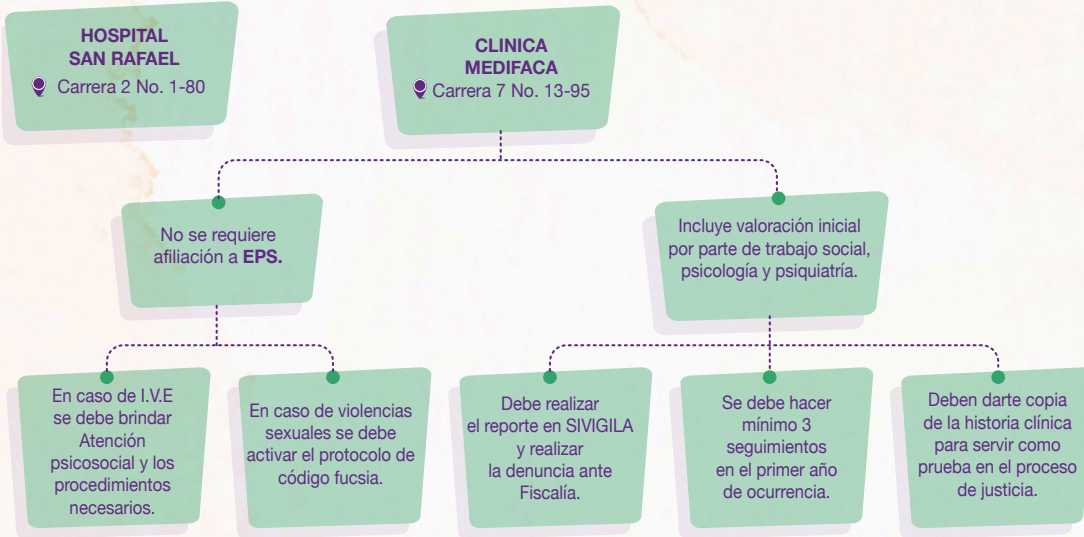 HOSPITAL
SAN RAFAEL
Carrera 2 No. 1-80
CLINICA
MEDIFACA
Carrera 7 No. 13-95
No se requiere
afiliación a EPS.
Incluye valoración inicial
por parte de trabajo social,
psicología y psiquiatría.
En caso de I.V.E
se debe brindar
Atención
psicosocial y los
procedimientos
necesarios.
En caso de violencias
sexuales se debe
activar el protocolo de
código fucsia.
Debe realizar
el reporte en SIVIGILA
y realizar
la denuncia ante
Fiscalía.
Se debe hacer
mínimo 3
seguimientos
en el primer año
de ocurrencia.
Deben darte copia
de la historia clínica
para servir como
prueba en el proceso
de justicia.